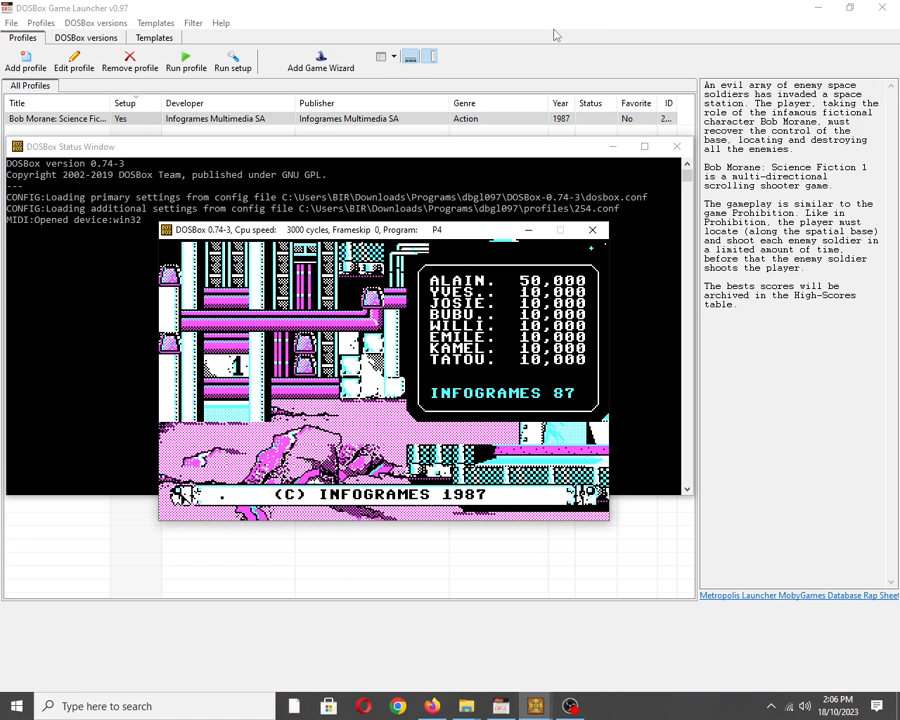 DOSBox Game Launcher v0.97
File Profiles DOSBox versions Templates Filter Help
Profiles DOSBox versions Templates
Add profile Edit profile Remove profile Run profile Run setup Add Game Wizard
All Profiles
Title Setup Developer Publisher Genre Year Status Favorite ID
Bob Morane: Science Fic... Yes Infogrames Multimedia SA Infogrames Multimedia SA Action 1987 No 2...
DOSBox Status Window
DOSBox version 0.74-3
Copyright 2002-2019 DOSBox Team, published under GNU GPL.
---
CONFIG:Loading primary settings from config file C:\Users\BIR\Downloads\Programs\dbgl097\DOSBox-0.74-3\dosbox.conf
CONFIG:Loading additional settings from config file C:\Users\BIR\Downloads\Programs\dbgl097\profiles\254.conf
MIDI:Opened device:win32
DOSBox 0.74-3, Cpu speed: 3000 cycles, Frameskip 0, Program: P4
ALAIN. 50,000
YVES.. 10,000
JOSIE. 10,000
BUBU.. 10,000
WILLI. 10,000
EMILE. 10,000
KAMEL. 10,000
TATOU. 10,000
INFOGRAMES 87
1
. (C) INFOGRAMES 1987
An evil army of enemy space
soldiers has invaded a space
station. The player, taking the
role of the infamous fictional
character Bob Morane, must
recover the control of the
base, locating and destroying
all the enemies.
Bob Morane: Science Fiction 1
is a multi-directional
scrolling shooter game.
The gameplay is similar to the
game Prohibition. Like in
Prohibition, the player must
locate (along the spatial base)
and shoot each enemy soldier in
a limited amount of time,
before that the enemy soldier
shoots the player.
The bests scores will be
archived in the High-Scores
table.
Metropolis Launcher MobyGames Database Rap Sheet
Type here to search
2:06 PM
18/10/2023